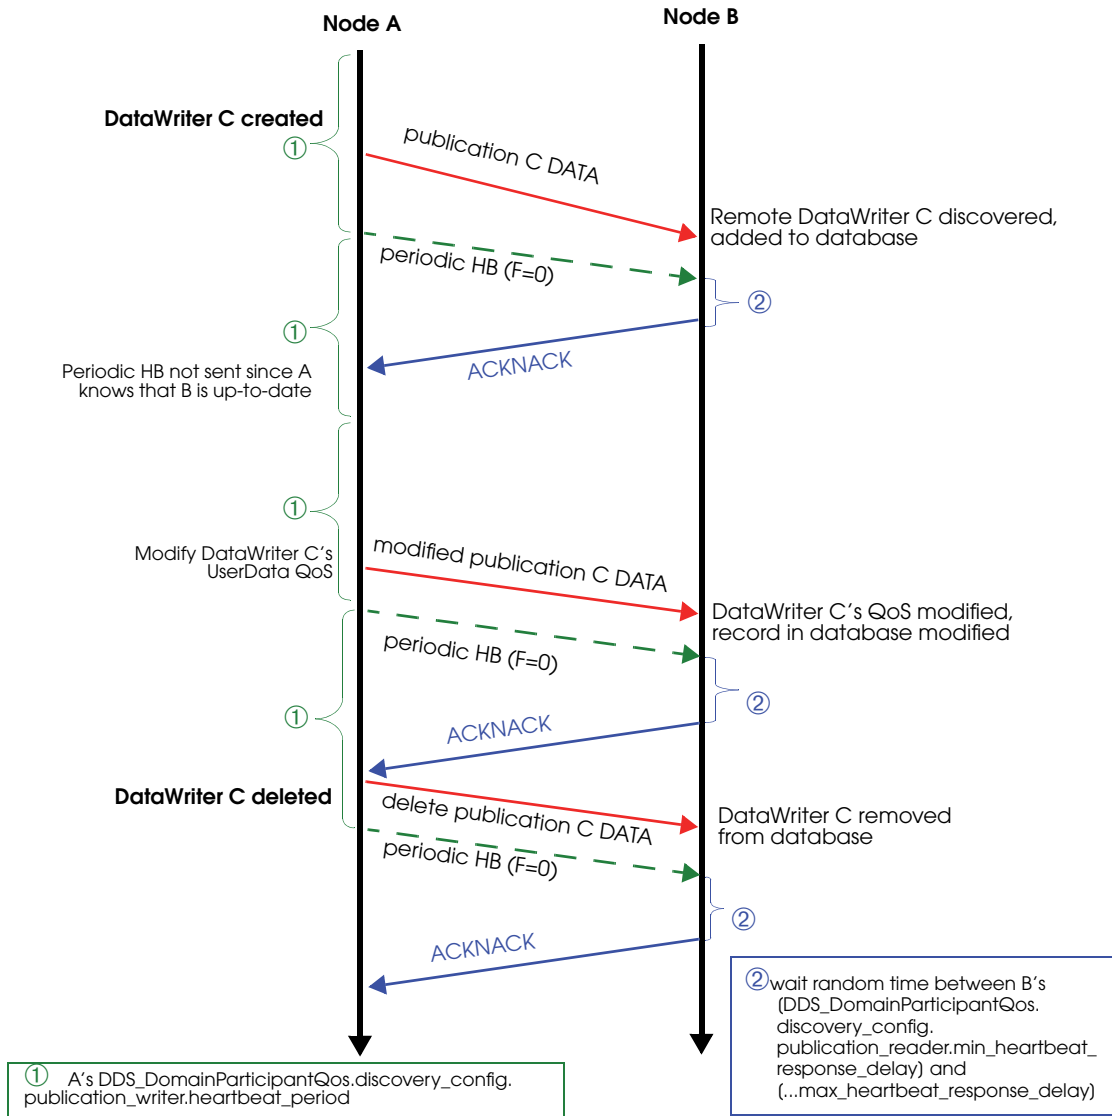 Node A
Node B
DataWriter C created
①
publication C DATA
Remote DataWriter C discovered,
added to database
periodic HB (F=0)
②
①
ACKNACK
Periodic HB not sent since A
knows that B is up-to-date
①
Modify DataWriter C's
UserData QoS
modified publication C DATA
DataWriter C's QoS modified,
record in database modified
periodic HB (F=0)
②
①
ACKNACK
DataWriter C deleted
delete publication C DATA
DataWriter C removed
from database
periodic HB (F=0)
②
ACKNACK
② wait random time between B's
(DDS_DomainParticipantQos.
discovery_config.
publication_reader.min_heartbeat_
response_delay) and
(...max_heartbeat_response_delay)
① A's DDS_DomainParticipantQos.discovery_config.
publication_writer.heartbeat_period